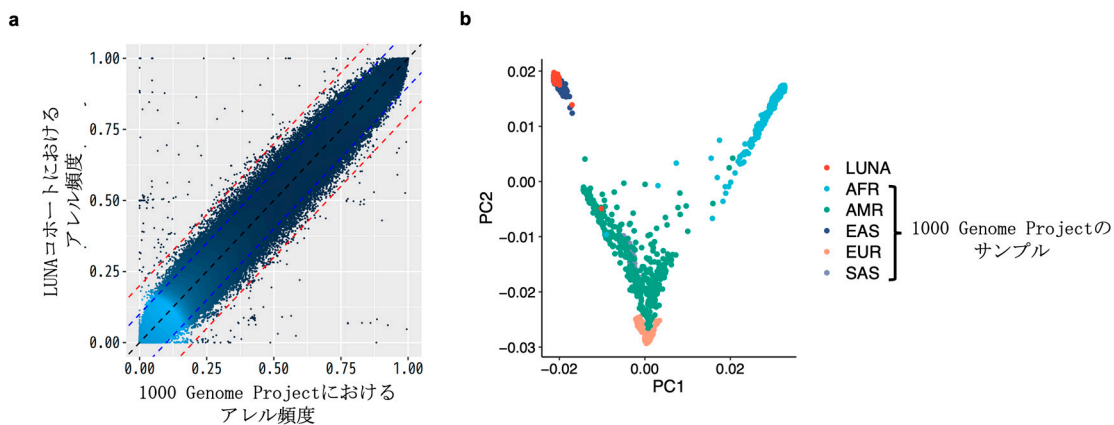 a
1.00
0.75
0.50
0.25
0.00
LUNAコホートにおける
アレル頻度
0.00
0.25
0.50
0.75
1.00
1000 Genome Projectにおける
アレル頻度
b
0.02
0.01
0.00
−0.01
−0.02
−0.03
PC2
−0.02
0.00
0.02
PC1
LUNA
AFR
AMR
EAS
EUR
SAS
1000 Genome Projectの
サンプル